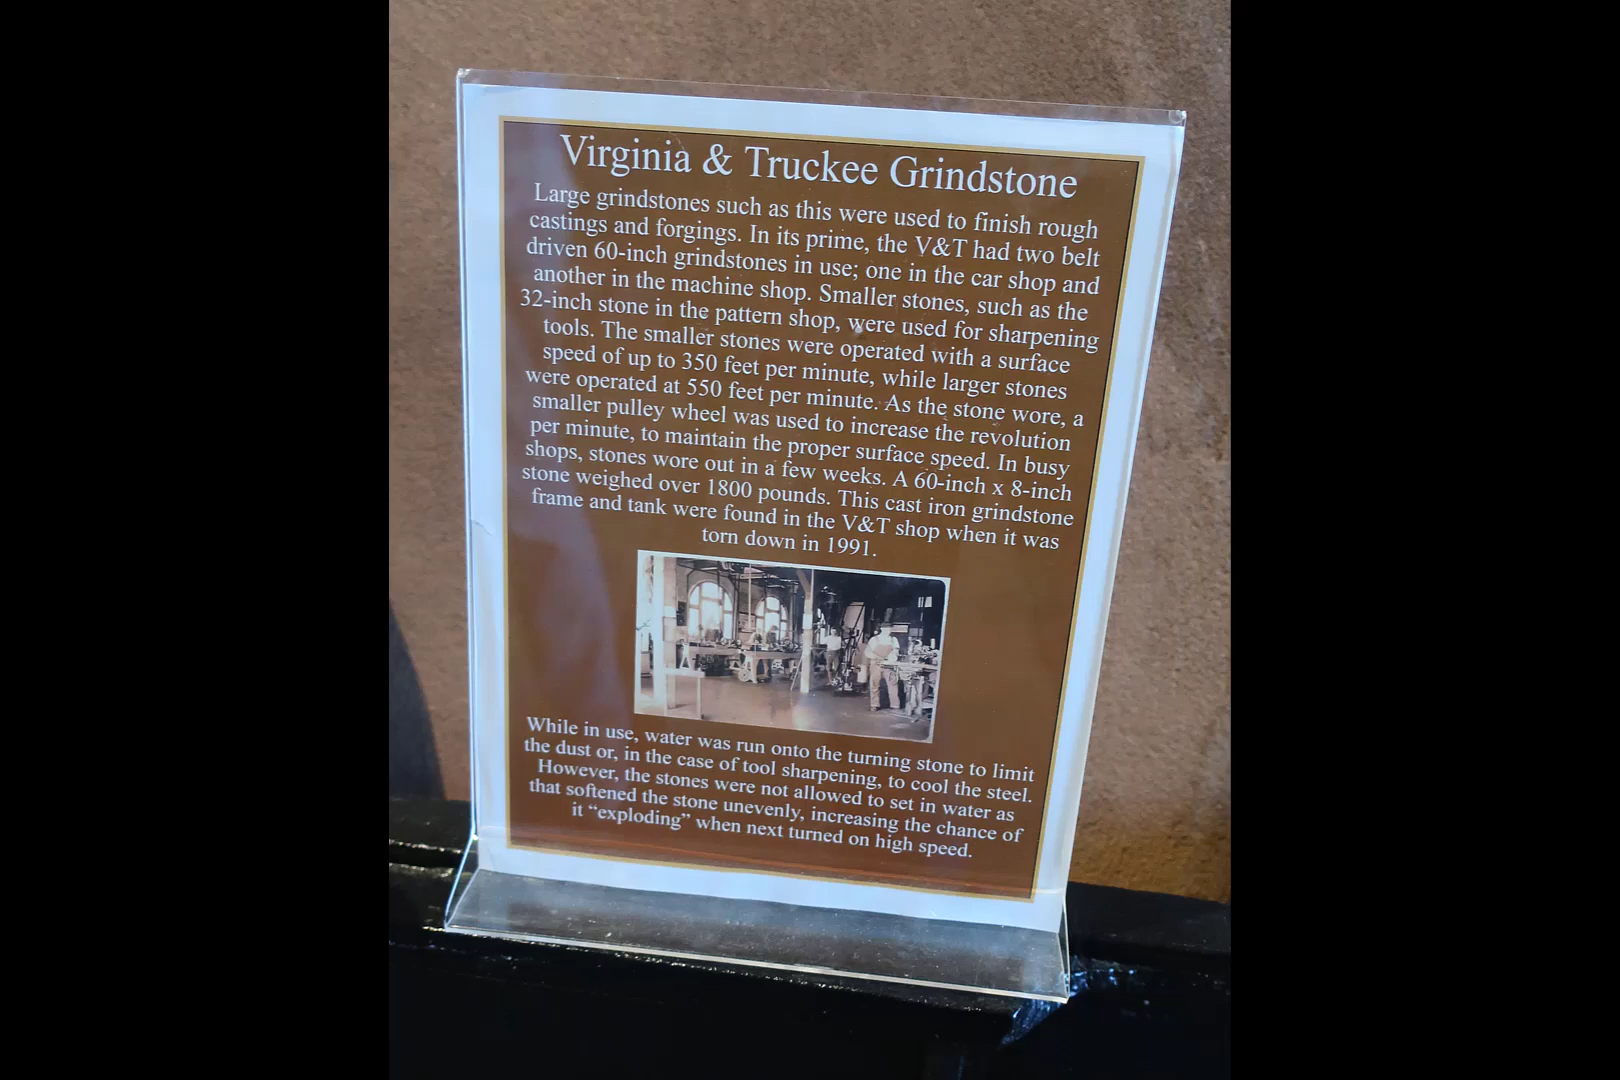 Virginia & Truckee Grindstone
Large grindstones such as this were used to finish rough
castings and forgings. In its prime, the V&T had two belt
driven 60-inch grindstones in use; one in the car shop and
another in the machine shop. Smaller stones, such as the
32-inch stone in the pattern shop, were used for sharpening
tools. The smaller stones were operated with a surface
speed of up to 350 feet per minute, while larger stones
were operated at 550 feet per minute. As the stone wore, a
smaller pulley wheel was used to increase the revolution
per minute, to maintain the proper surface speed. In busy
shops, stones wore out in a few weeks. A 60-inch x 8-inch
stone weighed over 1800 pounds. This cast iron grindstone
frame and tank were found in the V&T shop when it was
torn down in 1991.
While in use, water was run onto the turning stone to limit
the dust or, in the case of tool sharpening, to cool the steel.
However, the stones were not allowed to set in water as
that softened the stone unevenly, increasing the chance of
it “exploding” when next turned on high speed.